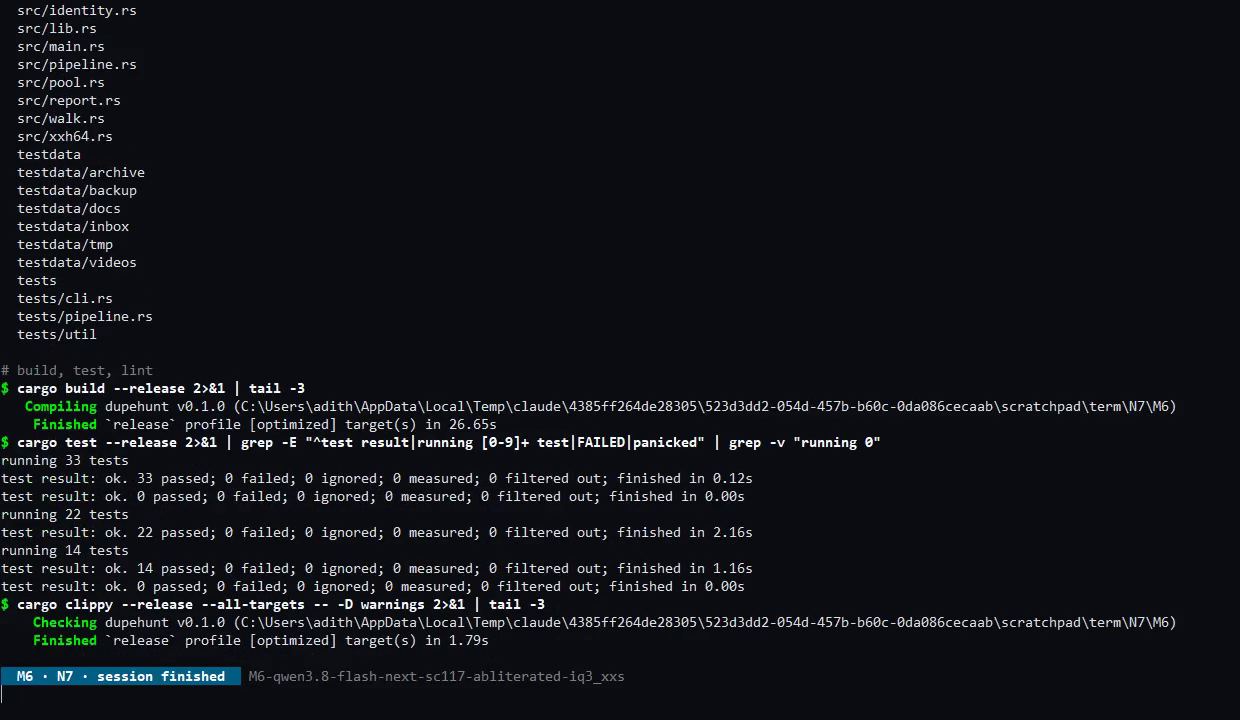 src/identity.rs
src/lib.rs
src/main.rs
src/pipeline.rs
src/pool.rs
src/report.rs
src/walk.rs
src/xxh64.rs
testdata
testdata/archive
testdata/backup
testdata/docs
testdata/inbox
testdata/tmp
testdata/videos
tests
tests/cli.rs
tests/pipeline.rs
tests/util
# build, test, lint
$ cargo build --release 2>&1 | tail -3
Compiling dupehunt v0.1.0 (C:\Users\adith\AppData\Local\Temp\claude\4385ff264de28305\523d3dd2-054d-457b-b60c-0da086cecaab\scratchpad\term\N7\M6)
Finished `release` profile [optimized] target(s) in 26.65s
$ cargo test --release 2>&1 | grep -E "^test result|running [0-9]+ test|FAILED|panicked" | grep -v "running 0"
running 33 tests
test result: ok. 33 passed; 0 failed; 0 ignored; 0 measured; 0 filtered out; finished in 0.12s
test result: ok. 0 passed; 0 failed; 0 ignored; 0 measured; 0 filtered out; finished in 0.00s
running 22 tests
test result: ok. 22 passed; 0 failed; 0 ignored; 0 measured; 0 filtered out; finished in 2.16s
running 14 tests
test result: ok. 14 passed; 0 failed; 0 ignored; 0 measured; 0 filtered out; finished in 1.16s
test result: ok. 0 passed; 0 failed; 0 ignored; 0 measured; 0 filtered out; finished in 0.00s
$ cargo clippy --release --all-targets -- -D warnings 2>&1 | tail -3
Checking dupehunt v0.1.0 (C:\Users\adith\AppData\Local\Temp\claude\4385ff264de28305\523d3dd2-054d-457b-b60c-0da086cecaab\scratchpad\term\N7\M6)
Finished `release` profile [optimized] target(s) in 1.79s
M6 · N7 · session finished M6-qwen3.8-flash-next-sc117-abliterated-iq3_xxs